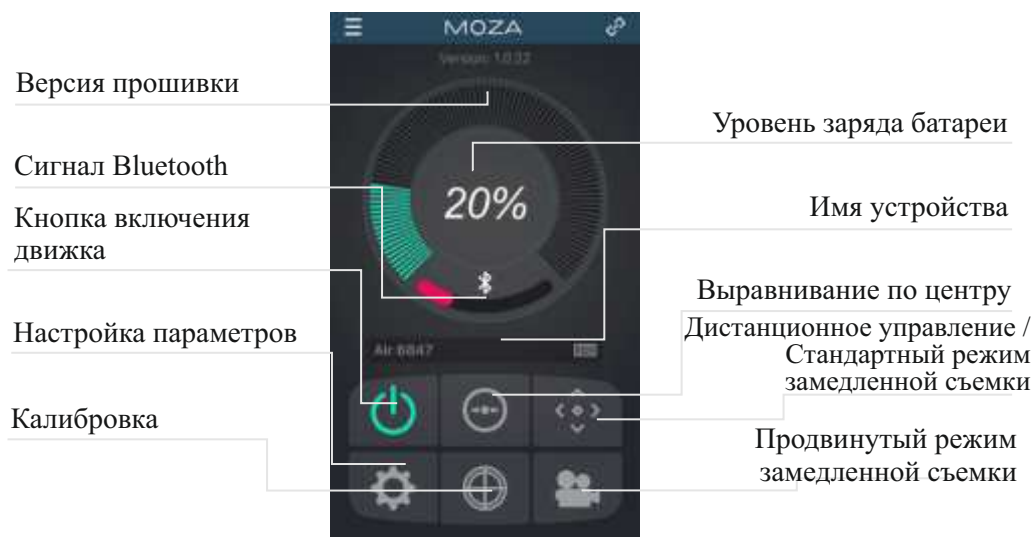 MOZA
Version: 1.0.32
Версия прошивки
Уровень заряда батареи
Сигнал Bluetooth
20%
Кнопка включения
движка
Имя устройства
Выравнивание по центру
Дистанционное управление /
Стандартный режим
замедленной съемки
Настройка параметров
Air 6847
Калибровка
Продвинутый режим
замедленной съемки